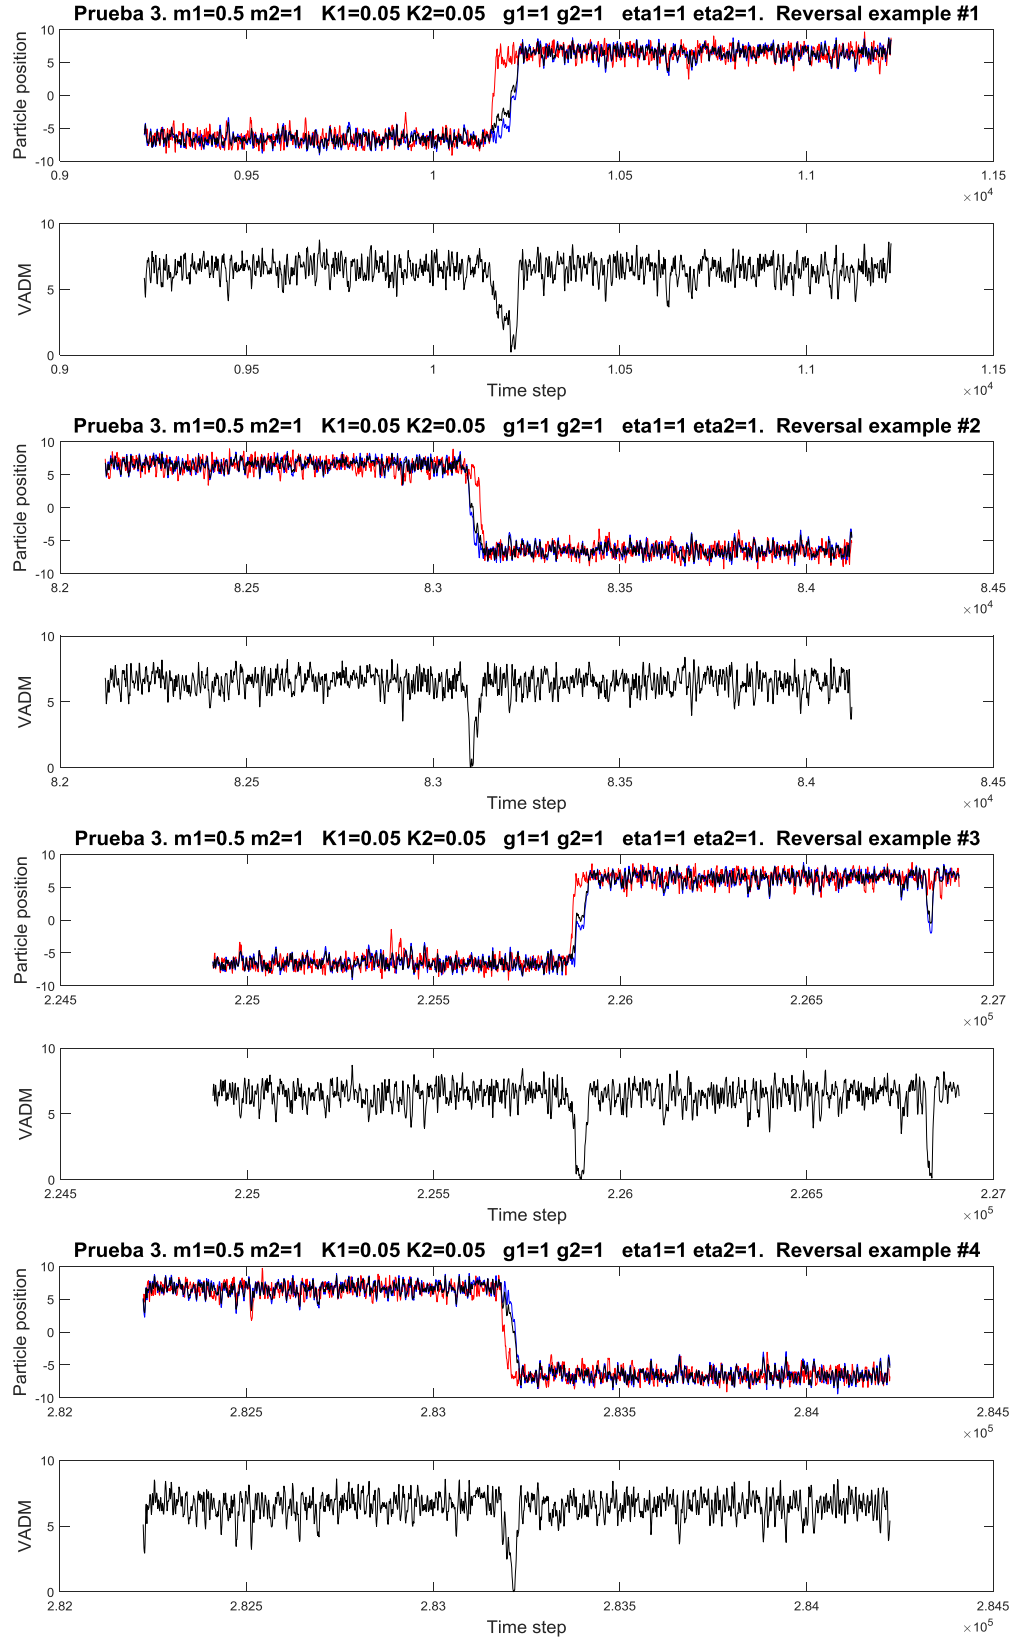 Prueba 3. m1=0.5 m2=1 K1=0.05 K2=0.05 g1=1 g2=1 eta1=1 eta2=1. Reversal example #1
Particle position
10
5
0
-5
-10
0.9 0.95 1 1.05 1.1 1.15
×10⁴
VADM
10
5
0
0.9 0.95 1 1.05 1.1 1.15
Time step
×10⁴
Prueba 3. m1=0.5 m2=1 K1=0.05 K2=0.05 g1=1 g2=1 eta1=1 eta2=1. Reversal example #2
Particle position
10
5
0
-5
-10
8.2 8.25 8.3 8.35 8.4 8.45
×10⁴
VADM
10
5
0
8.2 8.25 8.3 8.35 8.4 8.45
Time step
×10⁴
Prueba 3. m1=0.5 m2=1 K1=0.05 K2=0.05 g1=1 g2=1 eta1=1 eta2=1. Reversal example #3
Particle position
10
5
0
-5
-10
2.245 2.25 2.255 2.26 2.265 2.27
×10⁵
VADM
10
5
0
2.245 2.25 2.255 2.26 2.265 2.27
Time step
×10⁵
Prueba 3. m1=0.5 m2=1 K1=0.05 K2=0.05 g1=1 g2=1 eta1=1 eta2=1. Reversal example #4
Particle position
10
5
0
-5
-10
2.82 2.825 2.83 2.835 2.84 2.845
×10⁵
VADM
10
5
0
2.82 2.825 2.83 2.835 2.84 2.845
Time step
×10⁵